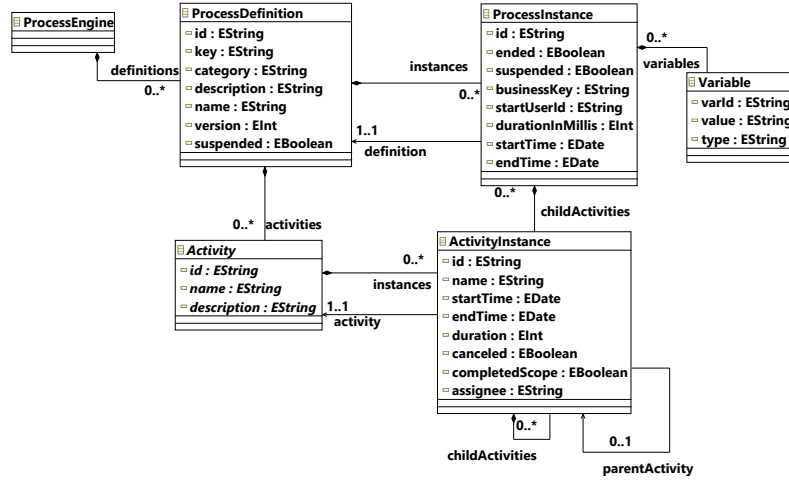 ProcessEngine
definitions
0..*
ProcessDefinition
id : EString
key : EString
category : EString
description : EString
name : EString
version : EInt
suspended : EBoolean
instances
0..*
1..1
definition
ProcessInstance
id : EString
ended : EBoolean
suspended : EBoolean
businessKey : EString
startUserId : EString
durationInMillis : EInt
startTime : EDate
endTime : EDate
0..*
variables
Variable
varId : EString
value : EString
type : EString
0..*
activities
0..*
childActivities
Activity
id : EString
name : EString
description : EString
0..*
instances
1..1
activity
ActivityInstance
id : EString
name : EString
startTime : EDate
endTime : EDate
duration : EInt
canceled : EBoolean
completedScope : EBoolean
assignee : EString
0..*
childActivities
0..1
parentActivity